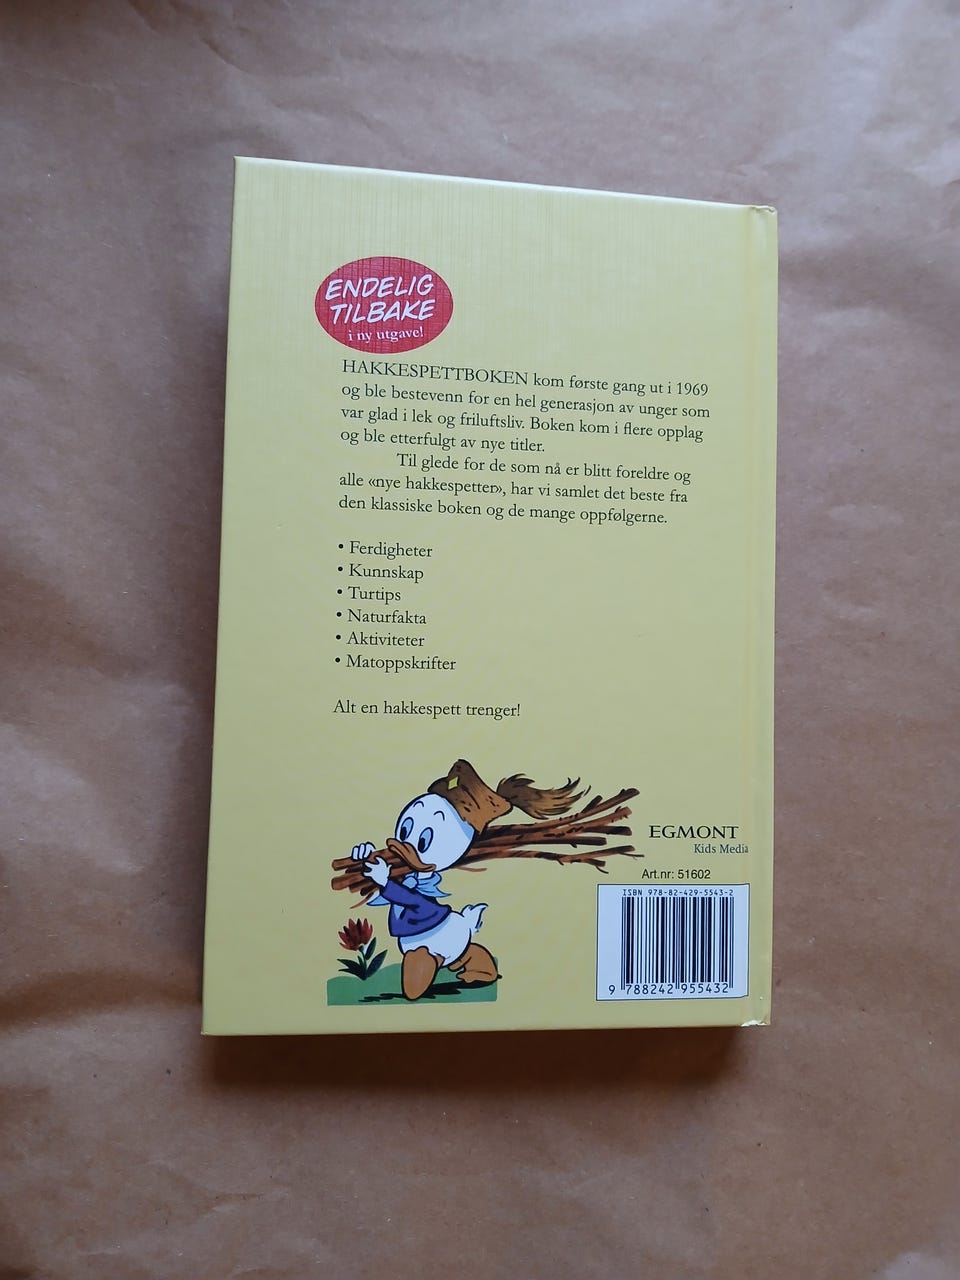 ENDELIG
TILBAKE
i ny utgave!
HAKKESPETTBOKEN kom første gang ut i 1969
og ble bestevenn for en hel generasjon av unger som
var glad i lek og friluftsliv. Boken kom i flere opplag
og ble etterfulgt av nye titler.
Til glede for de som nå er blitt foreldre og
alle «nye hakkespetter», har vi samlet det beste fra
den klassiske boken og de mange oppfølgerne.
• Ferdigheter
• Kunnskap
• Turtips
• Naturfakta
• Aktiviteter
• Matoppskrifter
Alt en hakkespett trenger!
EGMONT
Kids Media
Art.nr: 51602
ISBN 978-82-429-5543-2
9 788242 955432